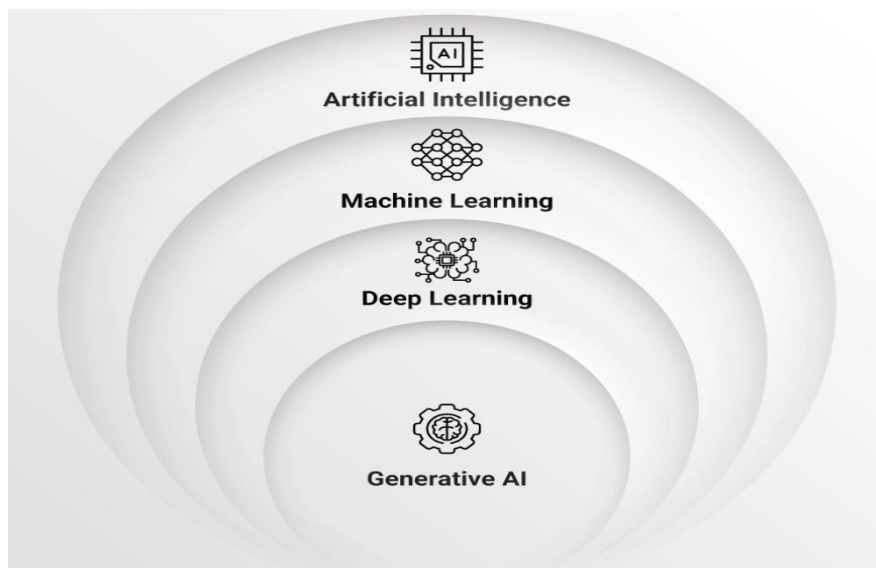 AI
Artificial Intelligence
Machine Learning
Deep Learning
Generative AI